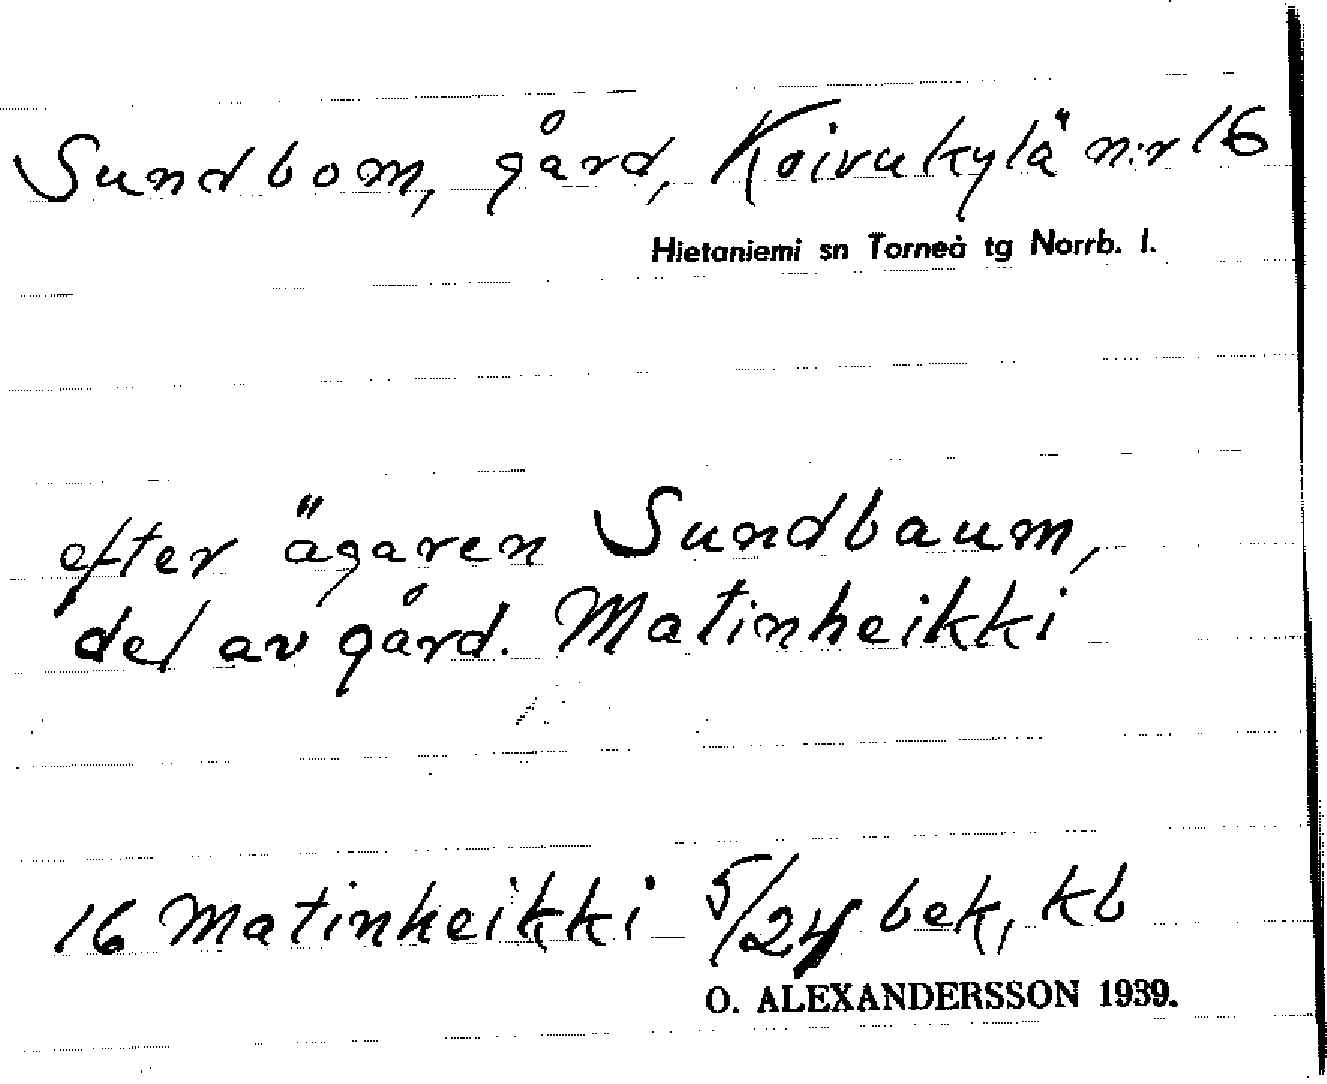 Sundbom, gård, Koivukylä n:r 16
Hietaniemi sn Torneå tg Norrb. l.
efter ägaren Sundbaum,
del av gård. Matinheikki
16 Matinheikki 5/24 bek, kb
O. ALEXANDERSSON 1939.